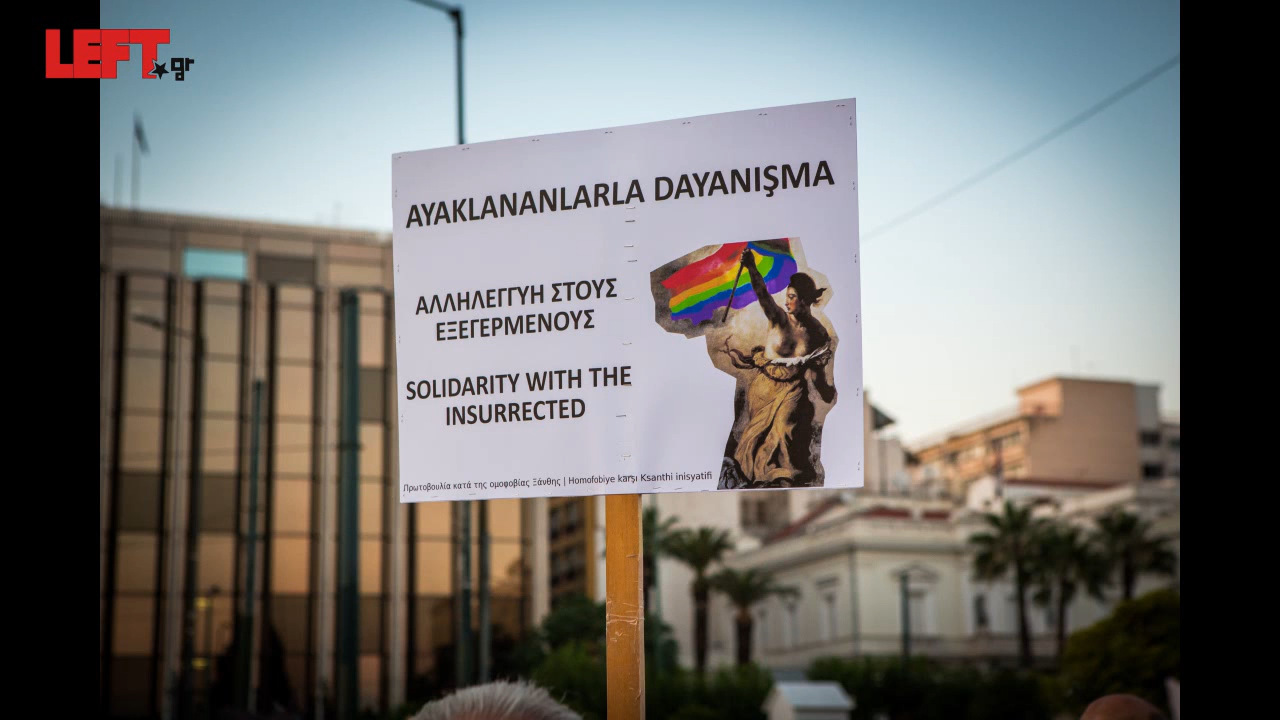 LEFT.gr
AYAKLANANLARLA DAYANIŞMA
ΑΛΛΗΛΕΓΓΥΗ ΣΤΟΥΣ
ΕΞΕΓΕΡΜΕΝΟΥΣ
SOLIDARITY WITH THE
INSURRECTED
Πρωτοβουλία κατά της ομοφοβίας Ξάνθης | Homofobiye karşı Ksanthi inisyatifi